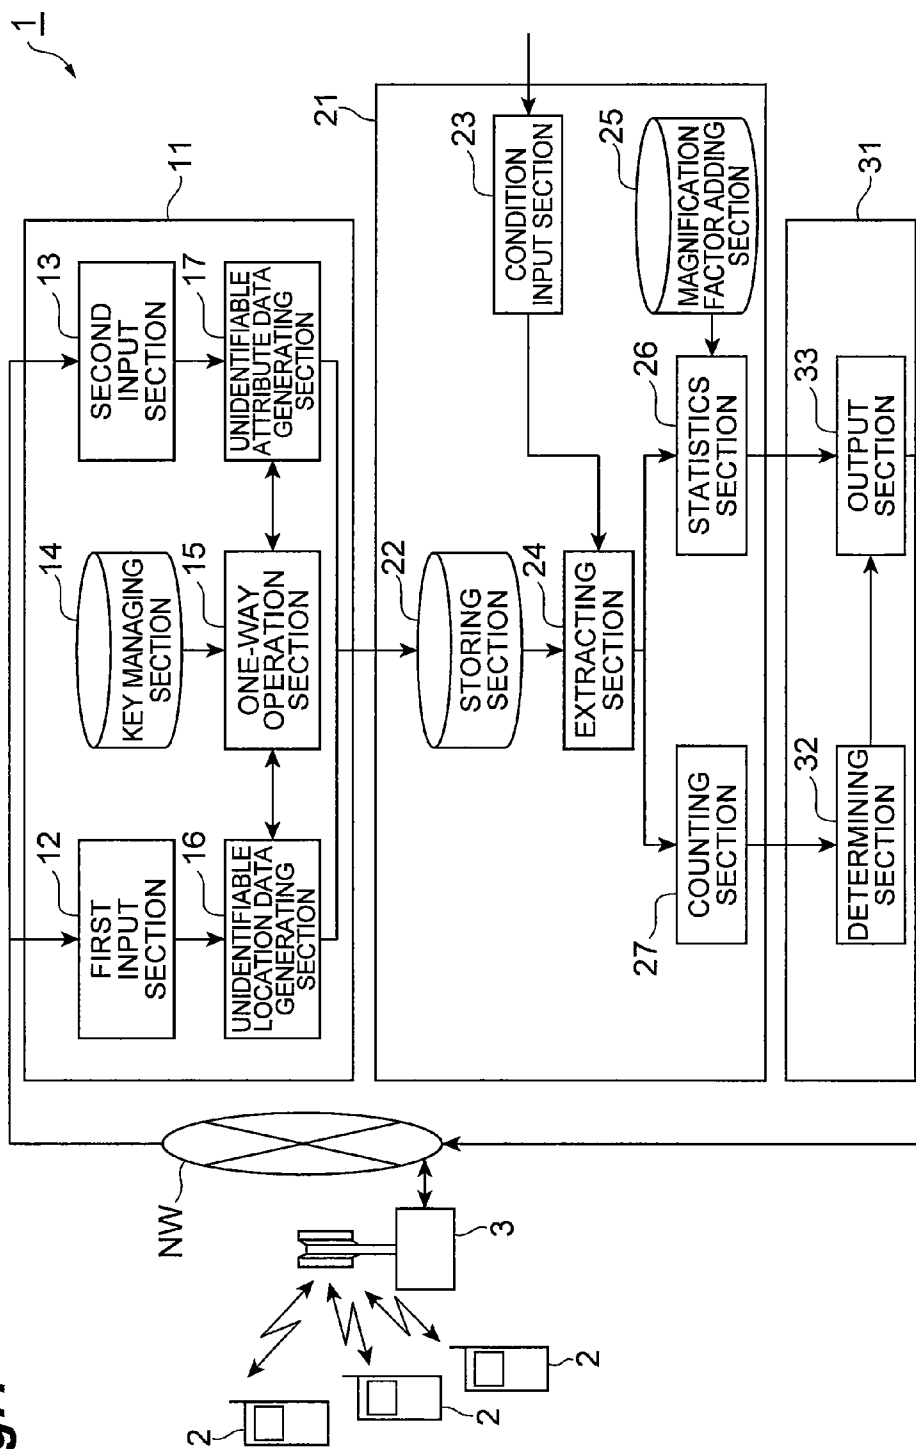 1
11
12
FIRST
INPUT
SECTION
14
KEY MANAGING
SECTION
13
SECOND
INPUT
SECTION
16
UNIDENTIFIABLE
LOCATION DATA
GENERATING
SECTION
15
ONE-WAY
OPERATION
SECTION
17
UNIDENTIFIABLE
ATTRIBUTE DATA
GENERATING
SECTION
21
22
STORING
SECTION
23
CONDITION
INPUT SECTION
24
EXTRACTING
SECTION
25
MAGNIFICATION
FACTOR ADDING
SECTION
27
COUNTING
SECTION
26
STATISTICS
SECTION
31
32
DETERMINING
SECTION
33
OUTPUT
SECTION
NW
3
2
2
2